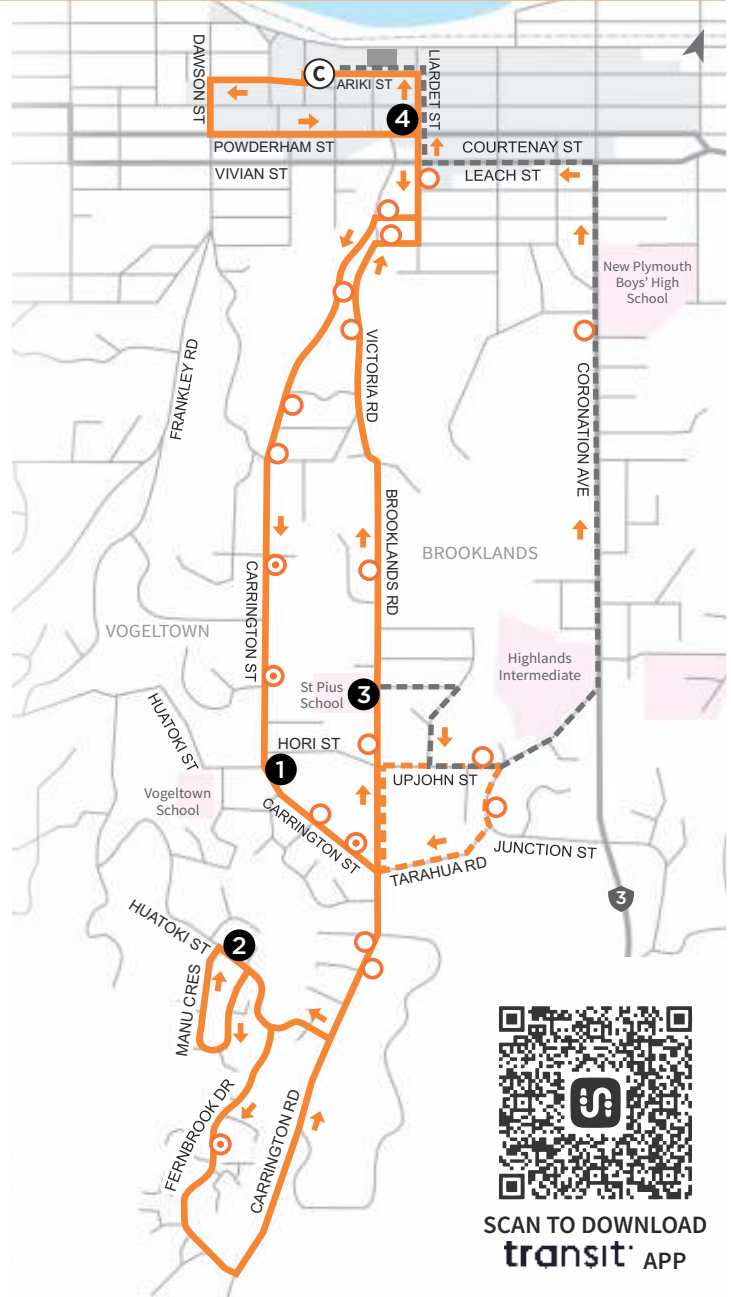 DAWSON ST
C
ARIKI ST
LIARDET ST
4
POWDERHAM ST
COURTENAY ST
VIVIAN ST
LEACH ST
New Plymouth
Boys' High
School
FRANKLEY RD
VICTORIA RD
CORONATION AVE
BROOKLANDS RD
BROOKLANDS
CARRINGTON ST
VOGELTOWN
Highlands
Intermediate
St Pius
School
3
HUATOKI ST
HORI ST
1
UPJOHN ST
Vogeltown
School
CARRINGTON ST
JUNCTION ST
TARAHUA RD
3
HUATOKI ST
2
MANU CRES
FERNBROOK DR
CARRINGTON RD
SCAN TO DOWNLOAD
transit APP